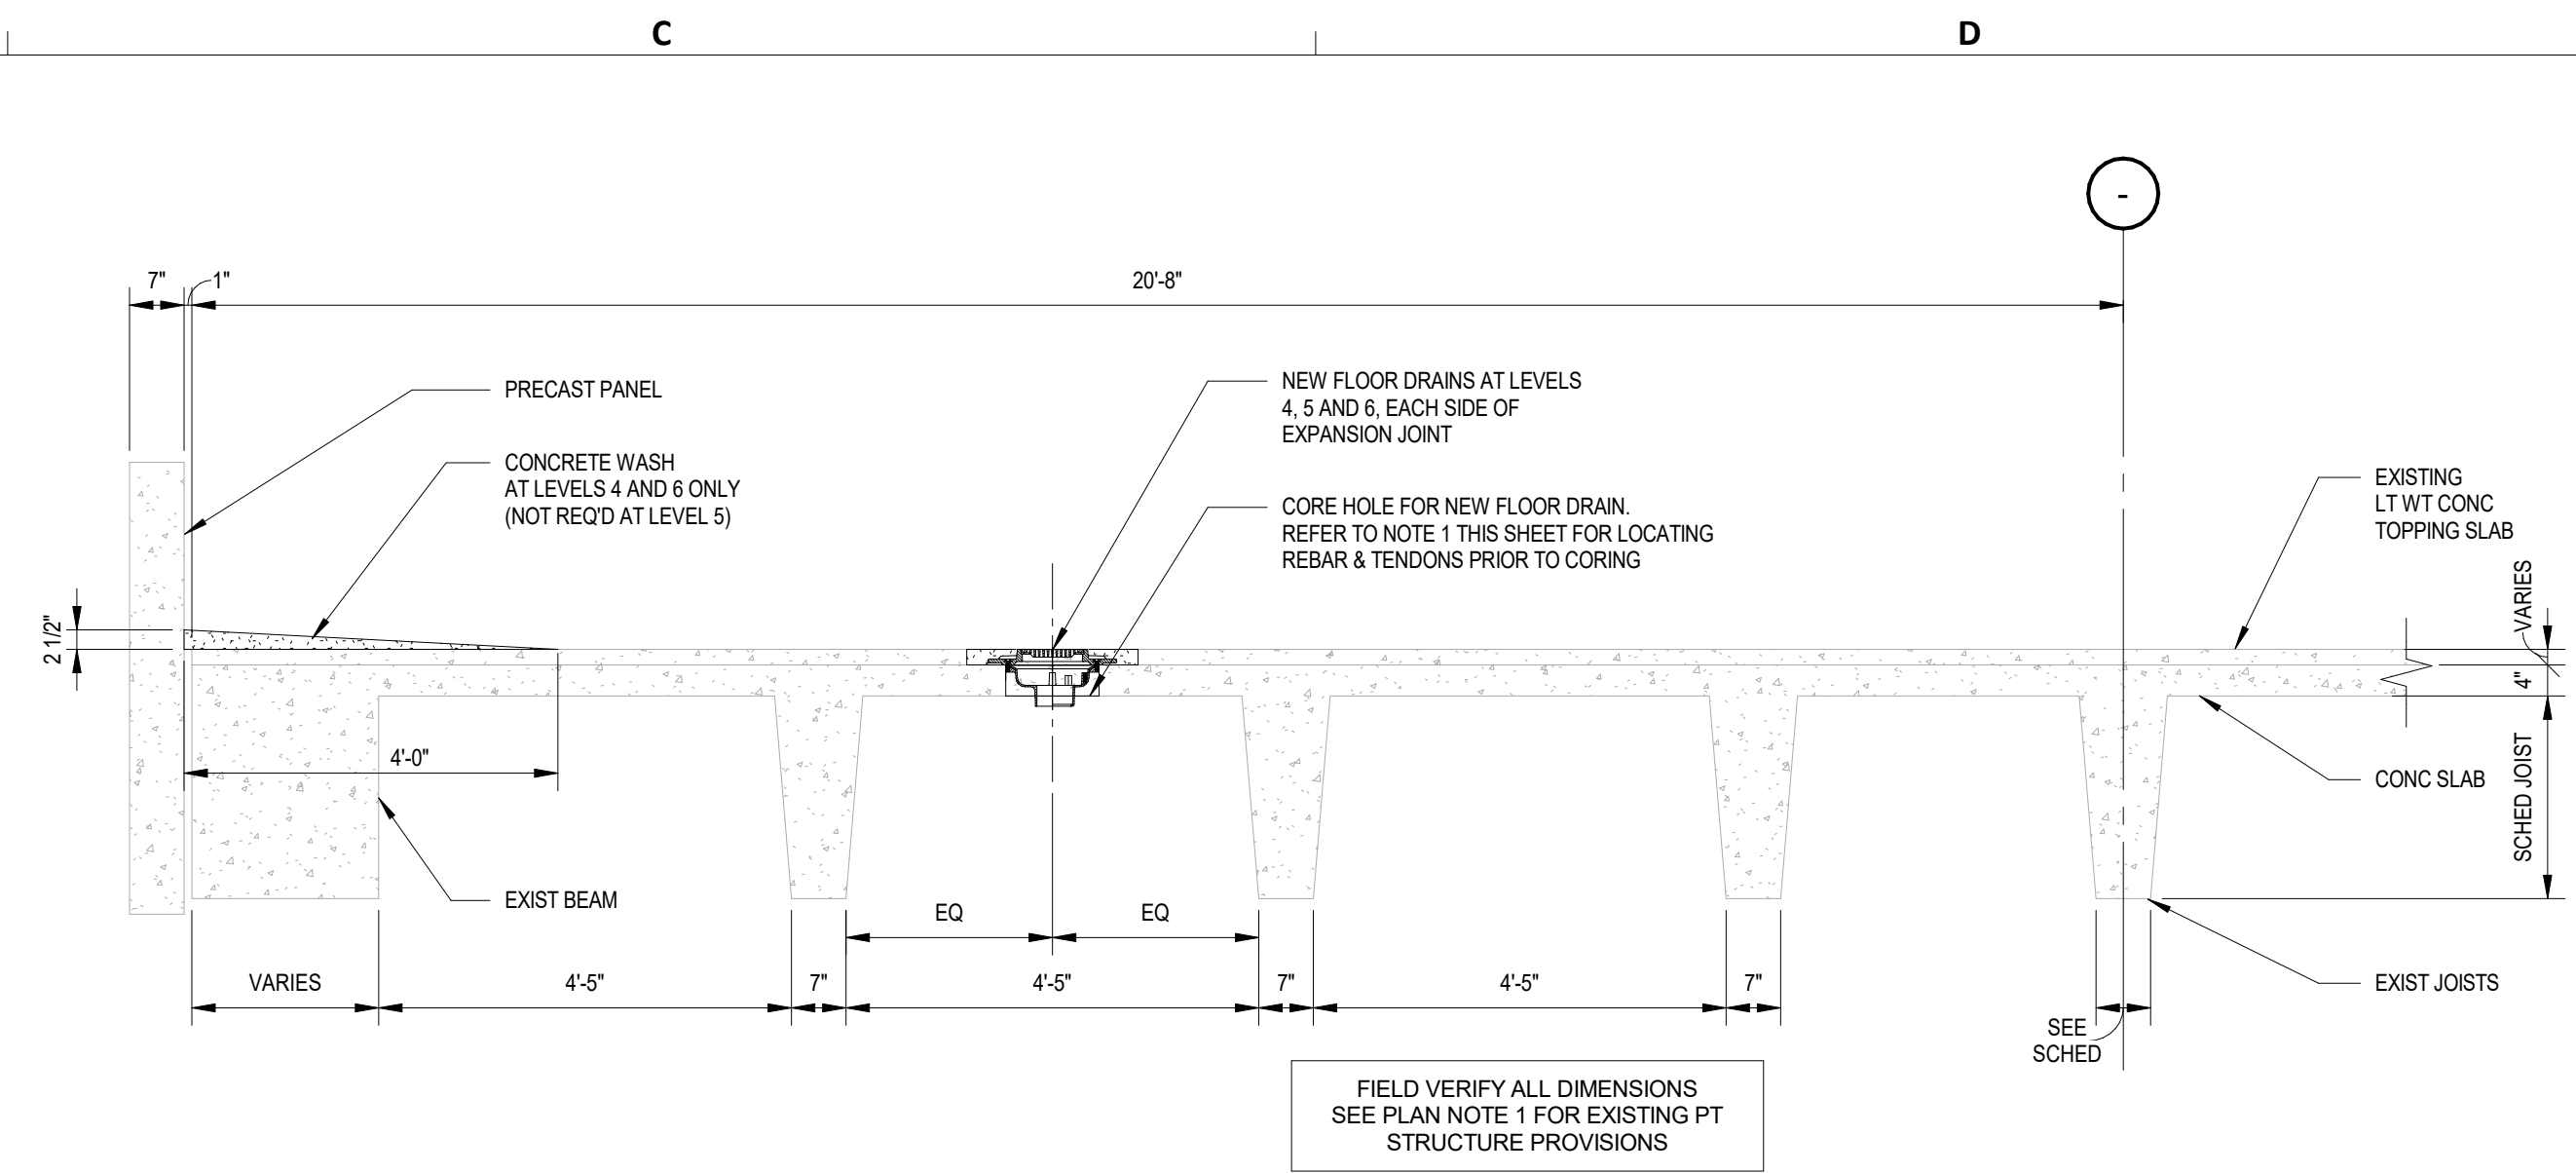 C
D
-
7"
1"
20'-8"
PRECAST PANEL
CONCRETE WASH
AT LEVELS 4 AND 6 ONLY
(NOT REQ'D AT LEVEL 5)
NEW FLOOR DRAINS AT LEVELS
4, 5 AND 6, EACH SIDE OF
EXPANSION JOINT
CORE HOLE FOR NEW FLOOR DRAIN.
REFER TO NOTE 1 THIS SHEET FOR LOCATING
REBAR & TENDONS PRIOR TO CORING
EXISTING
LT WT CONC
TOPPING SLAB
VARIES
2 1/2"
4"
4'-0"
SCHED JOIST
CONC SLAB
EXIST BEAM
EQ
EQ
VARIES
4'-5"
7"
4'-5"
7"
4'-5"
7"
EXIST JOISTS
SEE
SCHED
FIELD VERIFY ALL DIMENSIONS
SEE PLAN NOTE 1 FOR EXISTING PT
STRUCTURE PROVISIONS